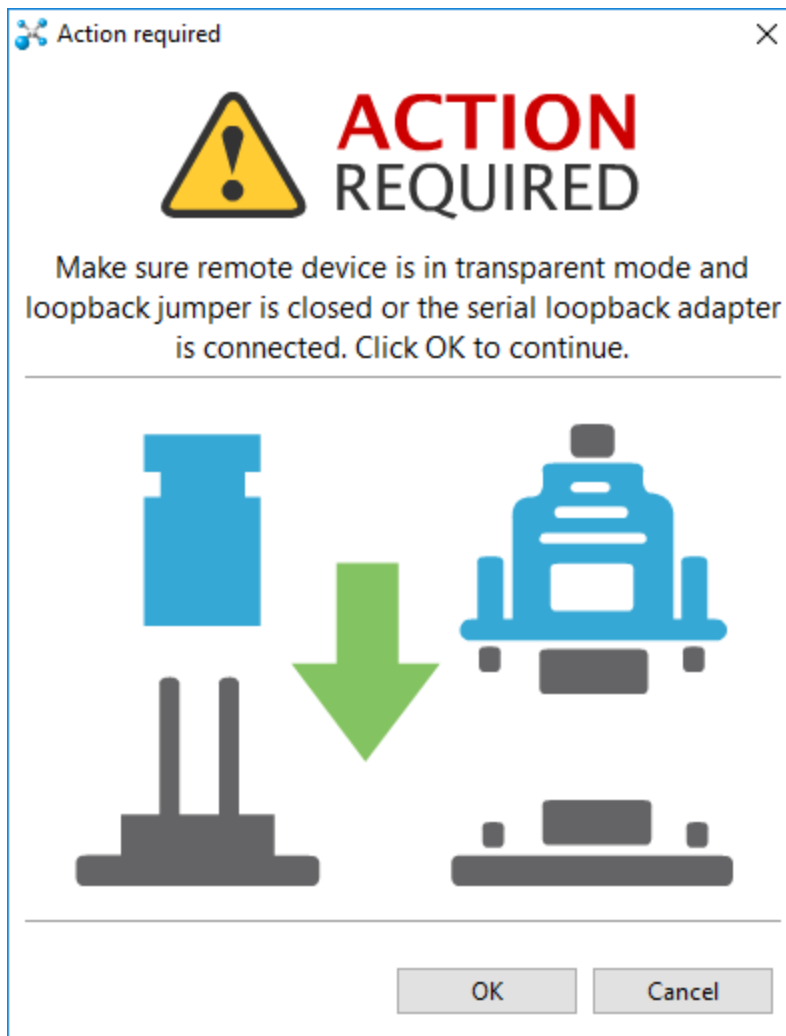 Action required
ACTION
REQUIRED
Make sure remote device is in transparent mode and
loopback jumper is closed or the serial loopback adapter
is connected. Click OK to continue.
OK
Cancel